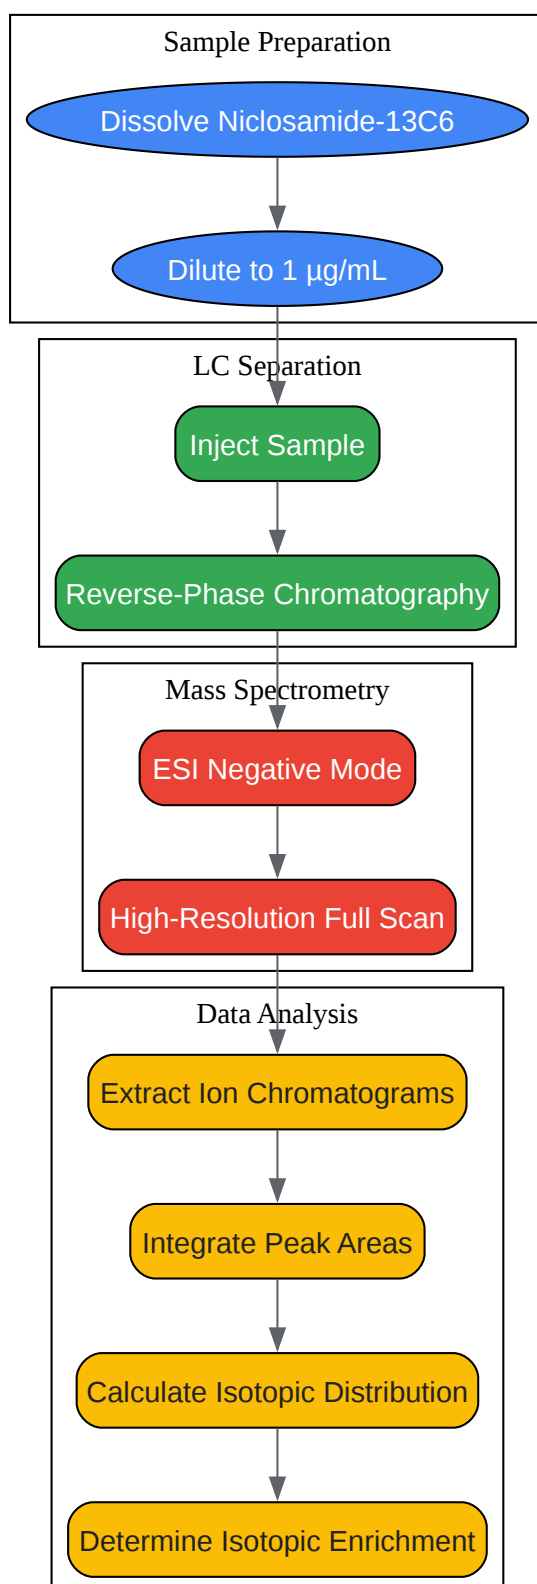 Sample Preparation
Dissolve Niclosamide-13C6
Dilute to 1 µg/mL
LC Separation
Inject Sample
Reverse-Phase Chromatography
Mass Spectrometry
ESI Negative Mode
High-Resolution Full Scan
Data Analysis
Extract Ion Chromatograms
Integrate Peak Areas
Calculate Isotopic Distribution
Determine Isotopic Enrichment